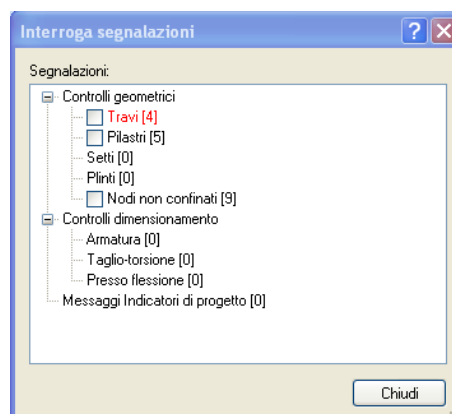 Interroga segnalazioni
Segnalazioni:
Controlli geometrici
Travi [4]
Pilastri [5]
Setti [0]
Plinti [0]
Nodi non confinati [9]
Controlli dimensionamento
Armatura [0]
Taglio-torsione [0]
Presso flessione [0]
Messaggi Indicatori di progetto [0]
Chiudi